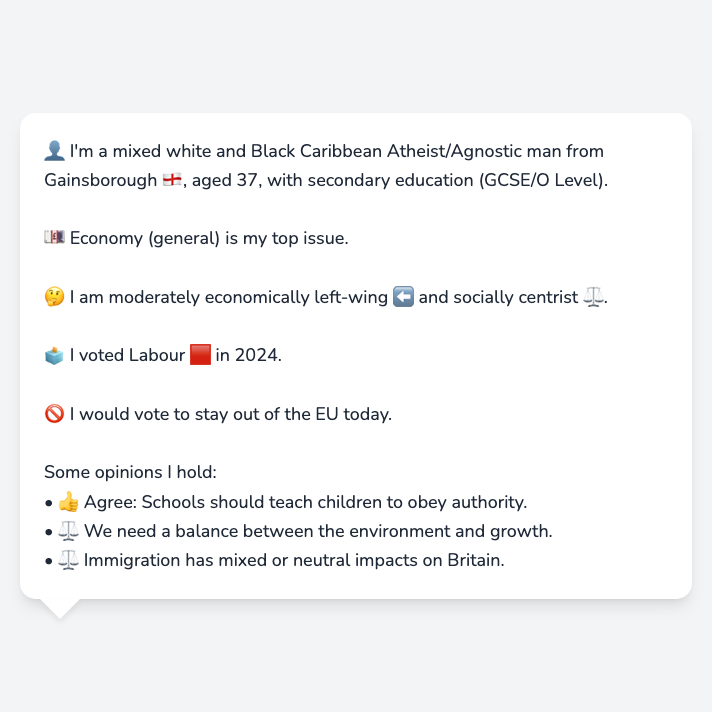 👤 I'm a mixed white and Black Caribbean Atheist/Agnostic man from
Gainsborough 🏴󠁧󠁢󠁥󠁮󠁧󠁿, aged 37, with secondary education (GCSE/O Level).
💷 Economy (general) is my top issue.
🤔 I am moderately economically left-wing ⬅️ and socially centrist ⚖️.
🗳️ I voted Labour 🟥 in 2024.
🚫 I would vote to stay out of the EU today.
Some opinions I hold:
• 👍 Agree: Schools should teach children to obey authority.
• ⚖️ We need a balance between the environment and growth.
• ⚖️ Immigration has mixed or neutral impacts on Britain.